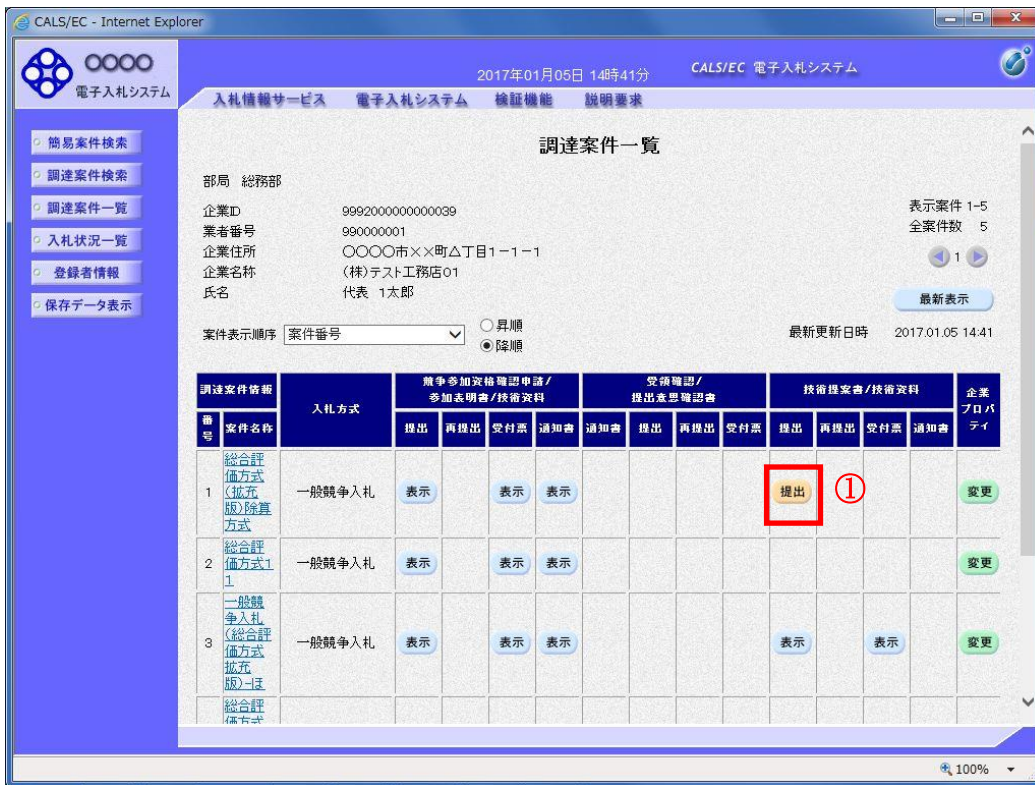 CALS/EC - Internet Explorer
○○○○
電子入札システム
2017年01月05日 14時41分
CALS/EC 電子入札システム
入札情報サービス 電子入札システム 検証機能 説明要求
簡易案件検索
調達案件検索
調達案件一覧
入札状況一覧
登録者情報
保存データ表示
調達案件一覧
部局 総務部
企業ID 9992000000000039
業者番号 990000001
企業住所 ○○○○市××町△丁目1-1-1
企業名称 (株)テスト工務店01
氏名 代表 1太郎
表示案件 1-5
全案件数 5
1
最新表示
案件表示順序 案件番号
昇順
降順
最新更新日時 2017.01.05 14:41
調達案件情報 入札方式 競争参加資格確認申請/参加表明書/技術資料 受領確認/提出意思確認書 技術提案書/技術資料 企業プロパティ
番号 案件名称 提出 再提出 受付票 通知書 通知書 提出 再提出 受付票 提出 再提出 受付票 通知書
1 総合評価方式(拡充版)除算方式 一般競争入札 表示 表示 表示 提出 ① 変更
2 総合評価方式11 一般競争入札 表示 表示 表示 変更
3 一般競争入札(総合評価方式拡充版)-ほ 一般競争入札 表示 表示 表示 表示 表示 変更
総合評価方式
100%